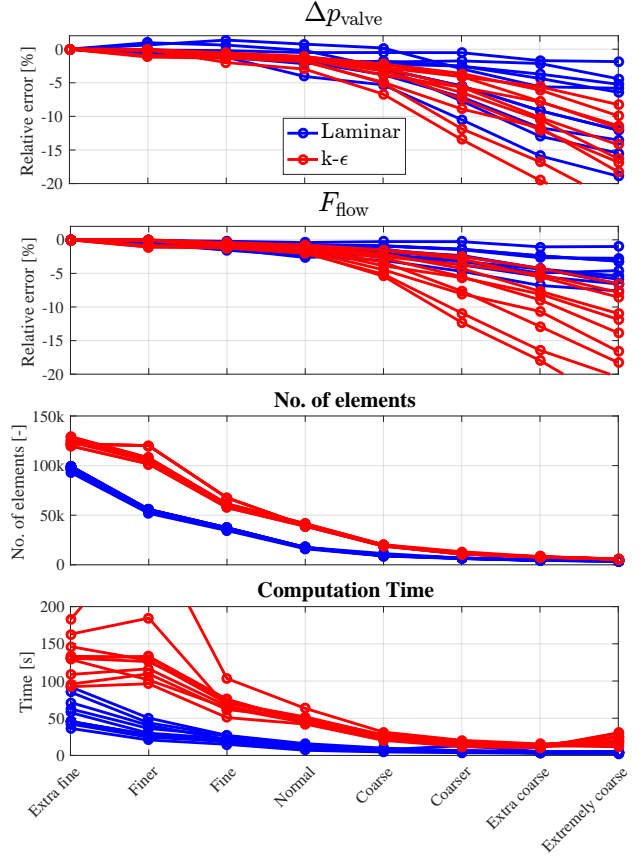 Δp_valve
Relative error [%]
0
-5
-10
-15
-20
Laminar
k-ϵ
F_flow
Relative error [%]
0
-5
-10
-15
-20
No. of elements
No. of elements [-]
150k
100k
50k
0
Computation Time
Time [s]
200
150
100
50
0
Extra fine
Finer
Fine
Normal
Coarse
Coarser
Extra coarse
Extremely coarse